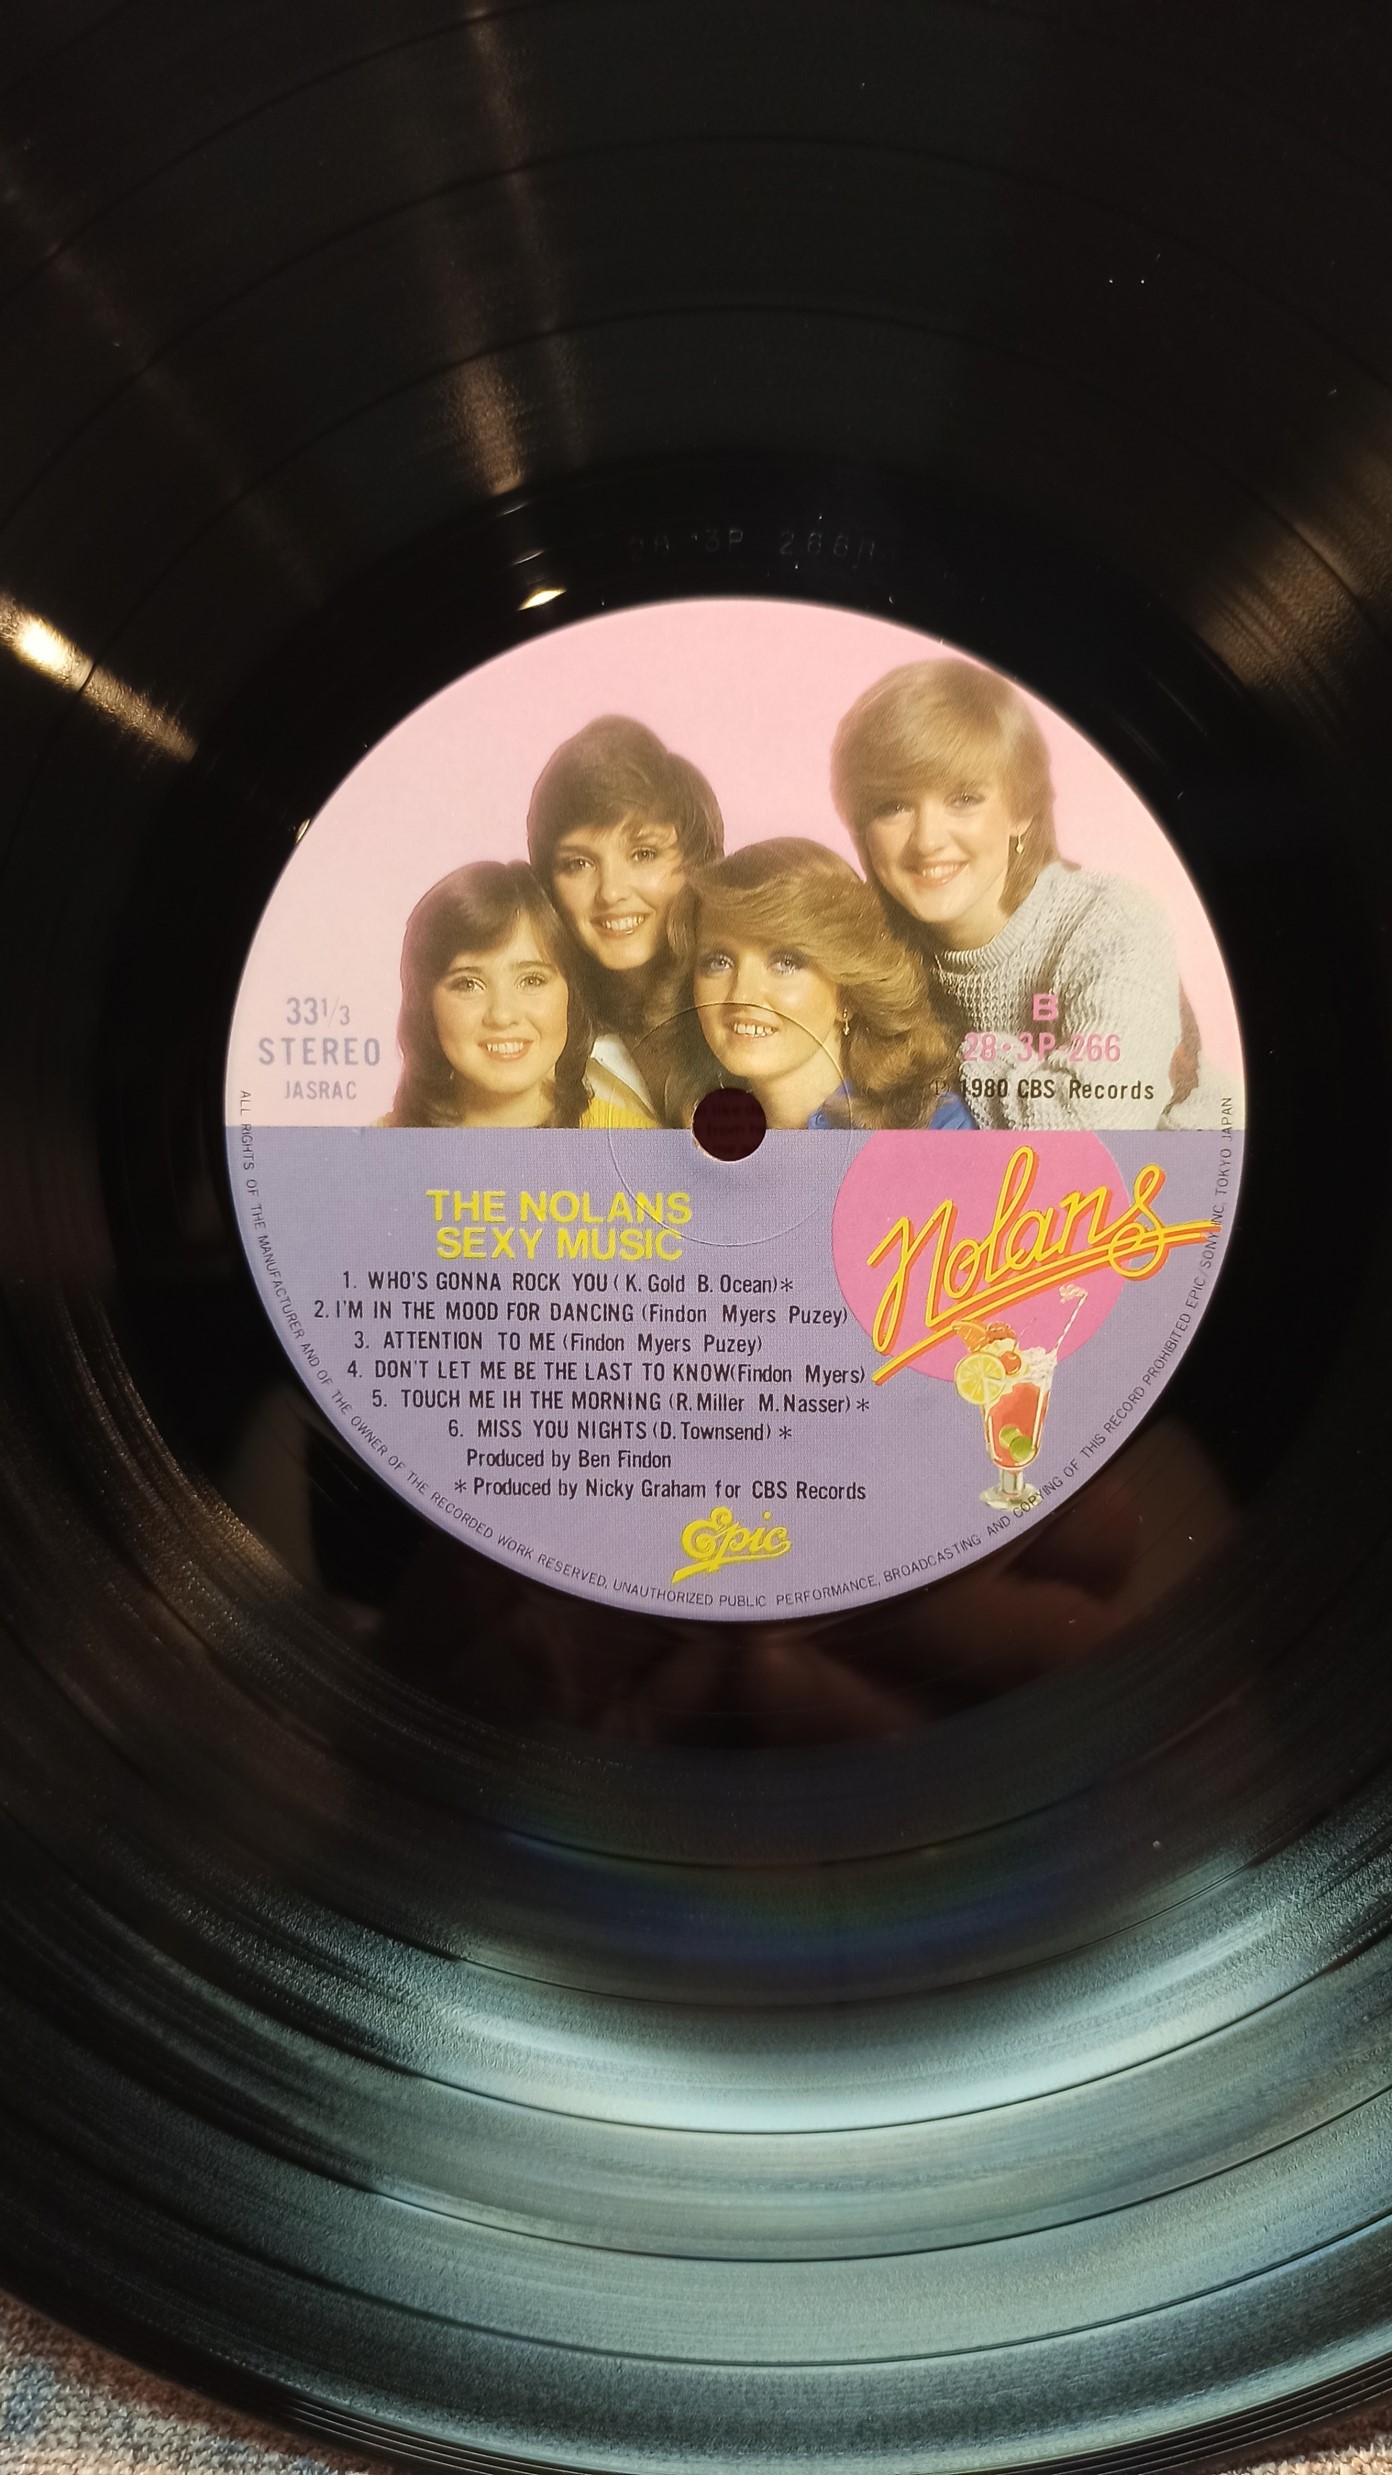 33 1/3
STEREO
JASRAC
B
28・3P-266
Ⓟ 1980 CBS Records
Nolans
THE NOLANS
SEXY MUSIC
1. WHO'S GONNA ROCK YOU ( K. Gold B. Ocean)*
2. I'M IN THE MOOD FOR DANCING (Findon Myers Puzey)
3. ATTENTION TO ME (Findon Myers Puzey)
4. DON'T LET ME BE THE LAST TO KNOW(Findon Myers)
5. TOUCH ME IH THE MORNING (R. Miller M. Nasser) *
6. MISS YOU NIGHTS (D. Townsend) *
Produced by Ben Findon
* Produced by Nicky Graham for CBS Records
Epic
ALL RIGHTS OF THE MANUFACTURER AND OF THE OWNER OF THE RECORDED WORK RESERVED, UNAUTHORIZED PUBLIC PERFORMANCE, BROADCASTING AND COPYING OF THIS RECORD PROHIBITED EPIC/SONY INC. TOKYO JAPAN